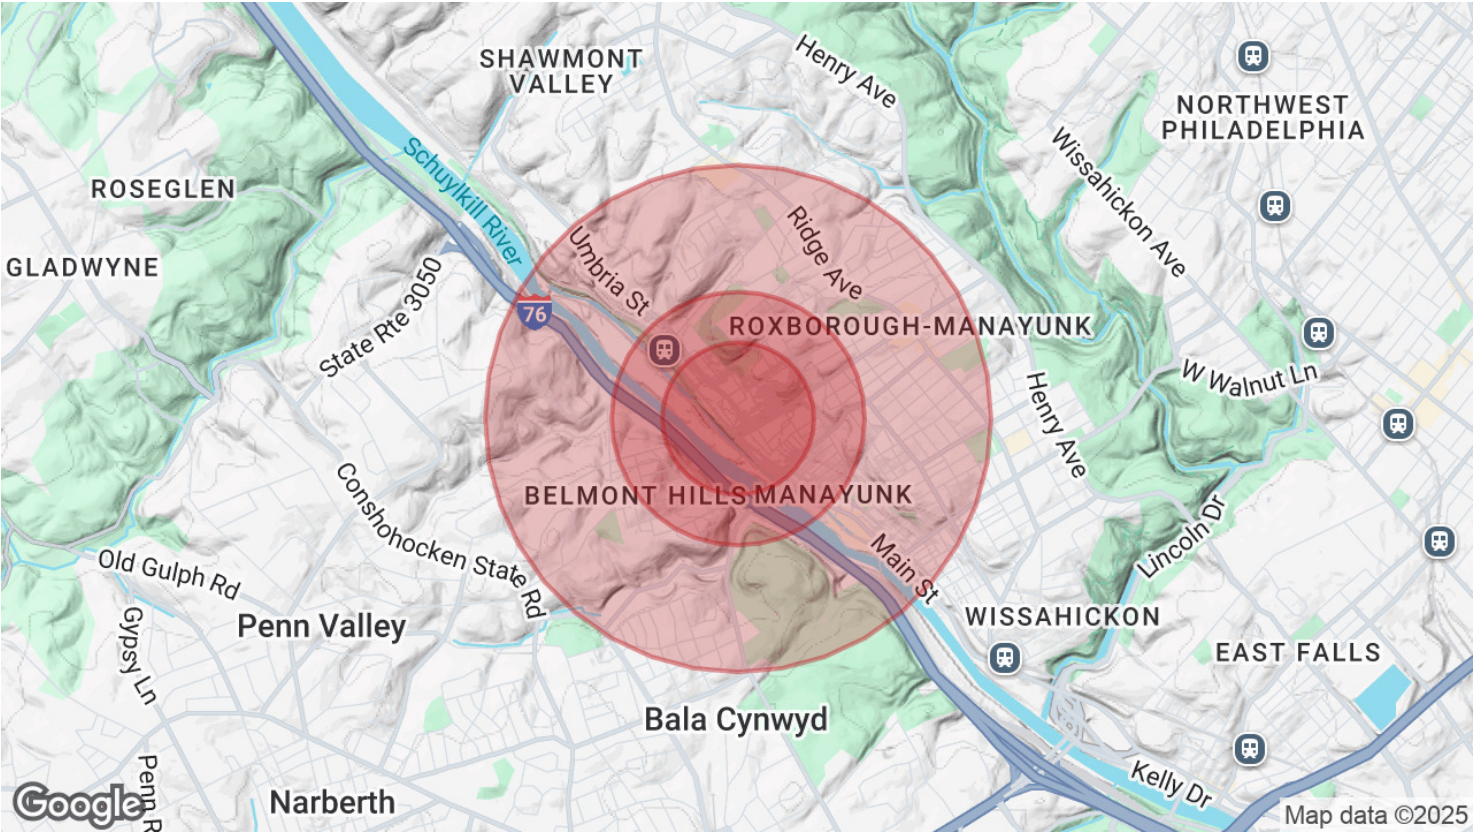 SHAWMONT
VALLEY
Henry Ave
NORTHWEST
PHILADELPHIA
Schuylkill River
Wissahickon Ave
ROSEGLEN
GLADWYNE
Umbria St
Ridge Ave
State Rte 3050
76
ROXBOROUGH-MANAYUNK
W Walnut Ln
Henry Ave
BELMONT HILLS
MANAYUNK
Conshohocken State Rd
Lincoln Dr
Old Gulph Rd
Main St
Gypsy Ln
Penn Valley
WISSAHICKON
EAST FALLS
Bala Cynwyd
Penn R
Narberth
Kelly Dr
Google
Map data ©2025